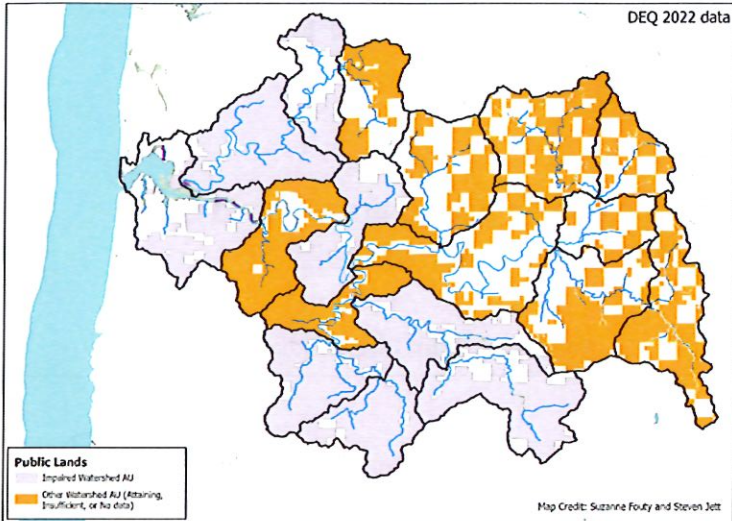 DEQ 2022 data
Public Lands
Impaired Watershed AU
Other Watershed AU (Attaining,
Insufficient, or No data)
Map Credit: Suzanne Fouty and Steven Jett